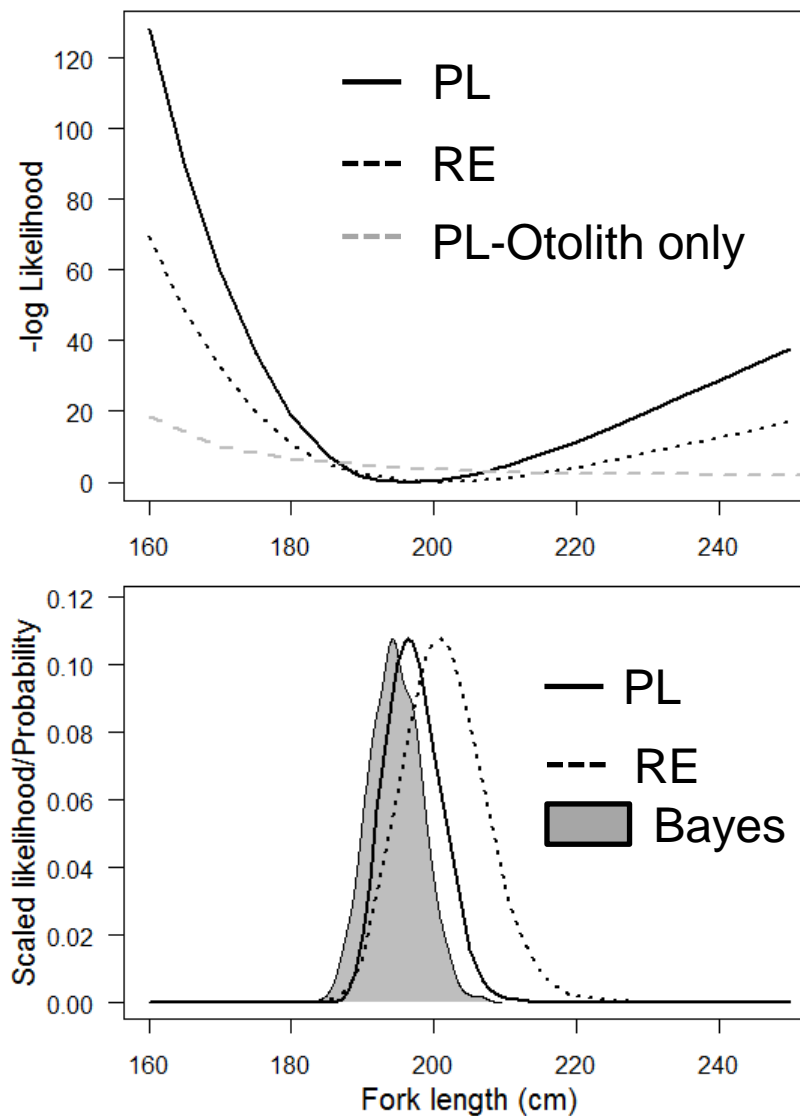 -log Likelihood
120
100
80
60
40
20
0
PL
RE
PL-Otolith only
160 180 200 220 240
Scaled likelihood/Probability
0.12
0.10
0.08
0.06
0.04
0.02
0.00
PL
RE
Bayes
160 180 200 220 240
Fork length (cm)